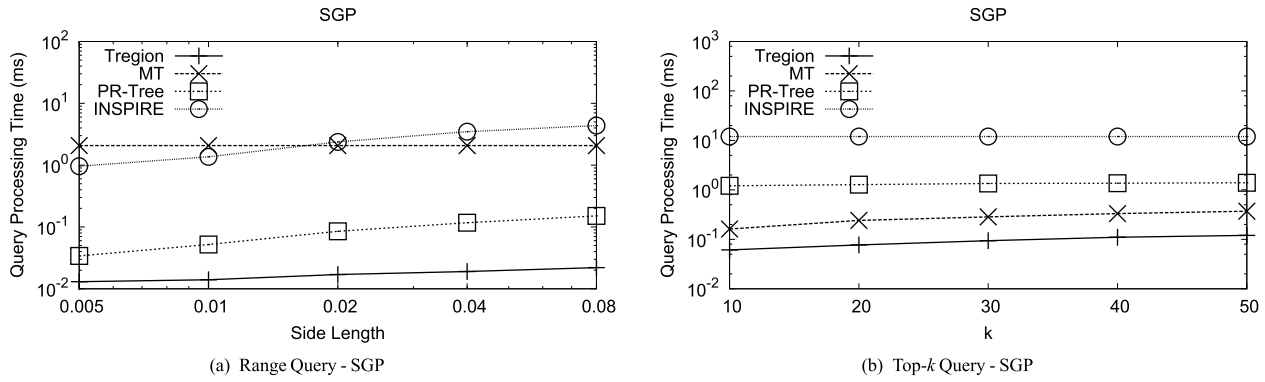 SGP
Query Processing Time (ms)
10^2
10^1
10^0
10^-1
10^-2
Tregion
MT
PR-Tree
INSPIRE
0.005 0.01 0.02 0.04 0.08
Side Length
(a) Range Query - SGP
SGP
Query Processing Time (ms)
10^3
10^2
10^1
10^0
10^-1
10^-2
Tregion
MT
PR-Tree
INSPIRE
10 20 30 40 50
k
(b) Top-k Query - SGP